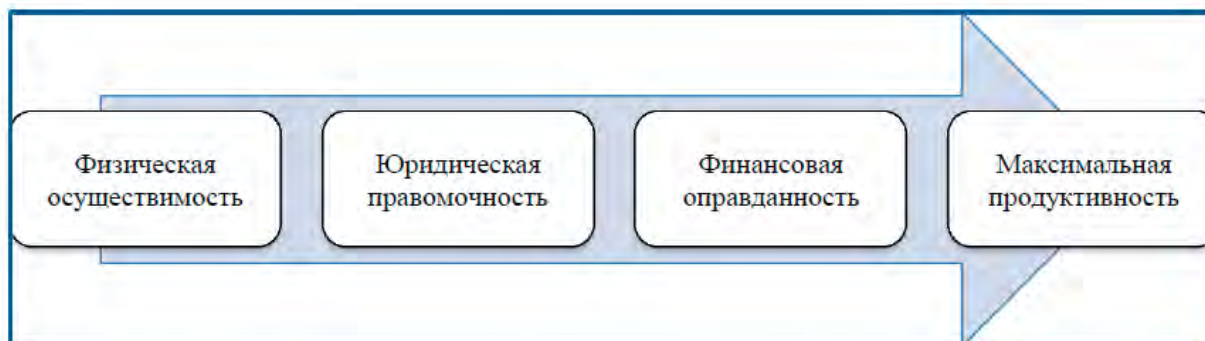 Физическая
осуществимость
Юридическая
правомочность
Финансовая
оправданность
Максимальная
продуктивность